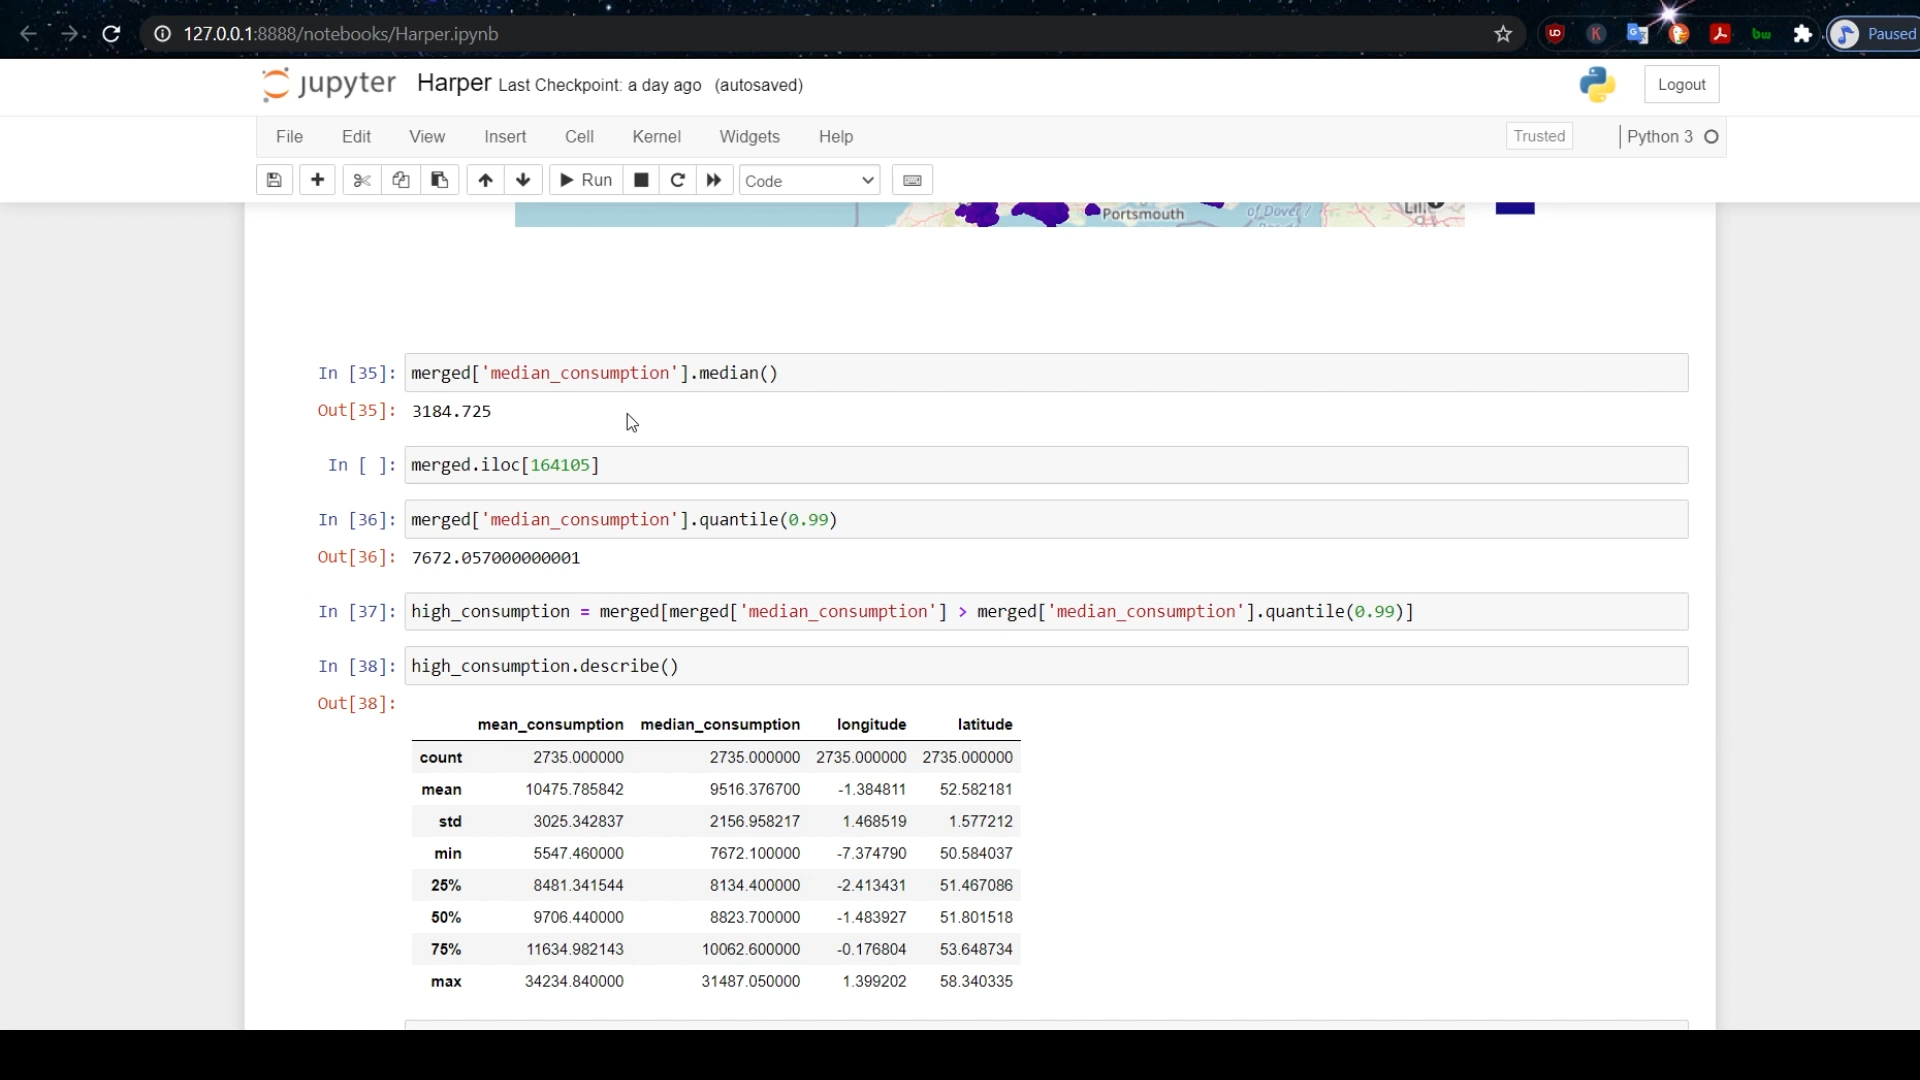 127.0.0.1:8888/notebooks/Harper.ipynb
Paused
jupyter Harper Last Checkpoint: a day ago (autosaved)
Logout
File Edit View Insert Cell Kernel Widgets Help
Trusted
Python 3
Run
Code
Portsmouth
of Dover /
In [35]: merged['median_consumption'].median()
Out[35]: 3184.725
In [ ]: merged.iloc[164105]
In [36]: merged['median_consumption'].quantile(0.99)
Out[36]: 7672.057000000001
In [37]: high_consumption = merged[merged['median_consumption'] > merged['median_consumption'].quantile(0.99)]
In [38]: high_consumption.describe()
Out[38]:
mean_consumption median_consumption longitude latitude
count 2735.000000 2735.000000 2735.000000 2735.000000
mean 10475.785842 9516.376700 -1.384811 52.582181
std 3025.342837 2156.958217 1.468519 1.577212
min 5547.460000 7672.100000 -7.374790 50.584037
25% 8481.341544 8134.400000 -2.413431 51.467086
50% 9706.440000 8823.700000 -1.483927 51.801518
75% 11634.982143 10062.600000 -0.176804 53.648734
max 34234.840000 31487.050000 1.399202 58.340335